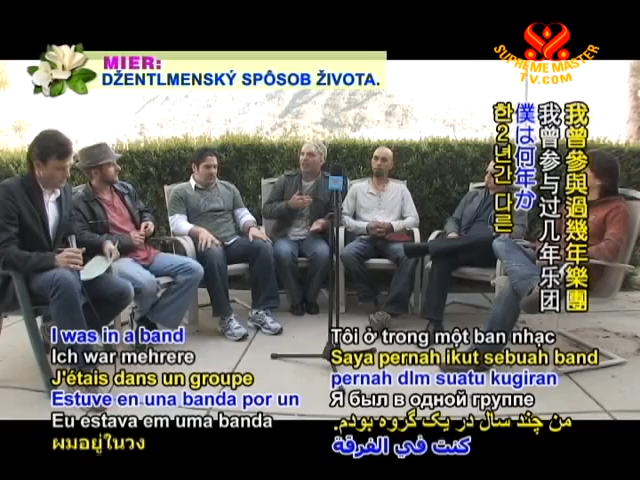 MIER:
DŽENTLMENSKÝ SPÔSOB ŽIVOTA.
SUPREME MASTER
TV.COM
我曾參與過幾年樂團
我曾参与过几年乐团
僕は何年か
한 2년간 다른
I was in a band
Ich war mehrere
J'étais dans un groupe
Estuve en una banda por un
Eu estava em uma banda
ผมอยู่ในวง
Tôi ở trong một ban nhạc
Saya pernah ikut sebuah band
pernah dlm suatu kugiran
Я был в одной группе
من چند سال در یک گروه بودم.
كنت في الفرقة